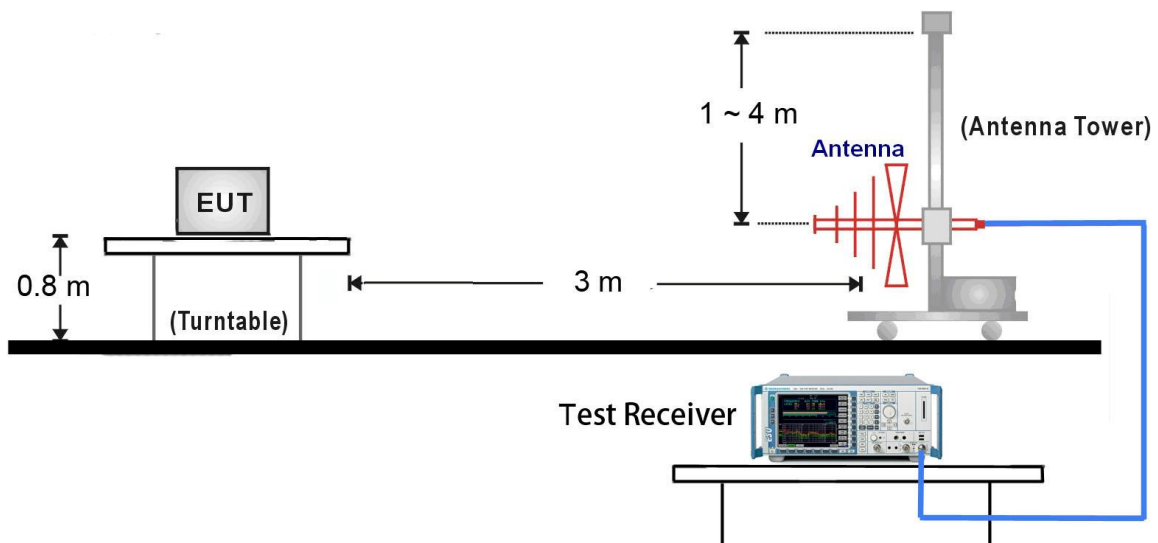 1 ~ 4 m
(Antenna Tower)
Antenna
EUT
0.8 m
3 m
(Turntable)
Test Receiver